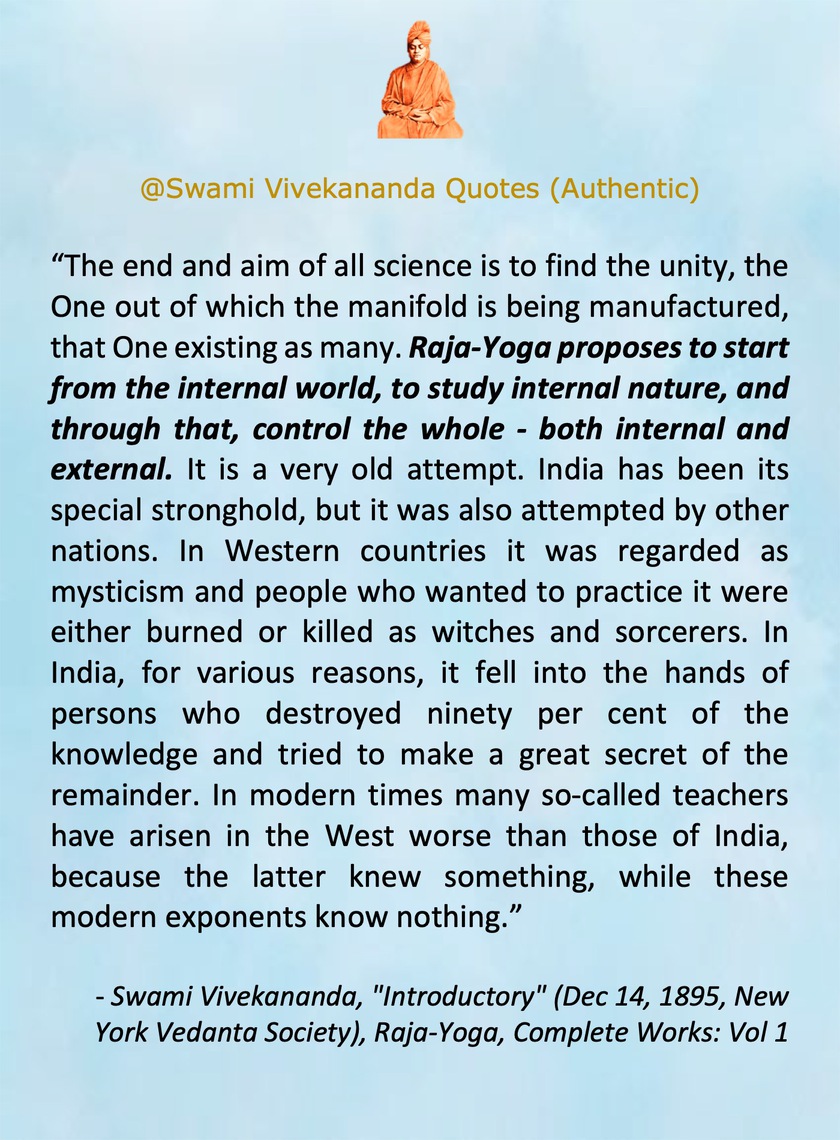 @Swami Vivekananda Quotes (Authentic)
“The end and aim of all science is to find the unity, the
One out of which the manifold is being manufactured,
that One existing as many. Raja-Yoga proposes to start
from the internal world, to study internal nature, and
through that, control the whole - both internal and
external. It is a very old attempt. India has been its
special stronghold, but it was also attempted by other
nations. In Western countries it was regarded as
mysticism and people who wanted to practice it were
either burned or killed as witches and sorcerers. In
India, for various reasons, it fell into the hands of
persons who destroyed ninety per cent of the
knowledge and tried to make a great secret of the
remainder. In modern times many so-called teachers
have arisen in the West worse than those of India,
because the latter knew something, while these
modern exponents know nothing.”
- Swami Vivekananda, "Introductory" (Dec 14, 1895, New
York Vedanta Society), Raja-Yoga, Complete Works: Vol 1